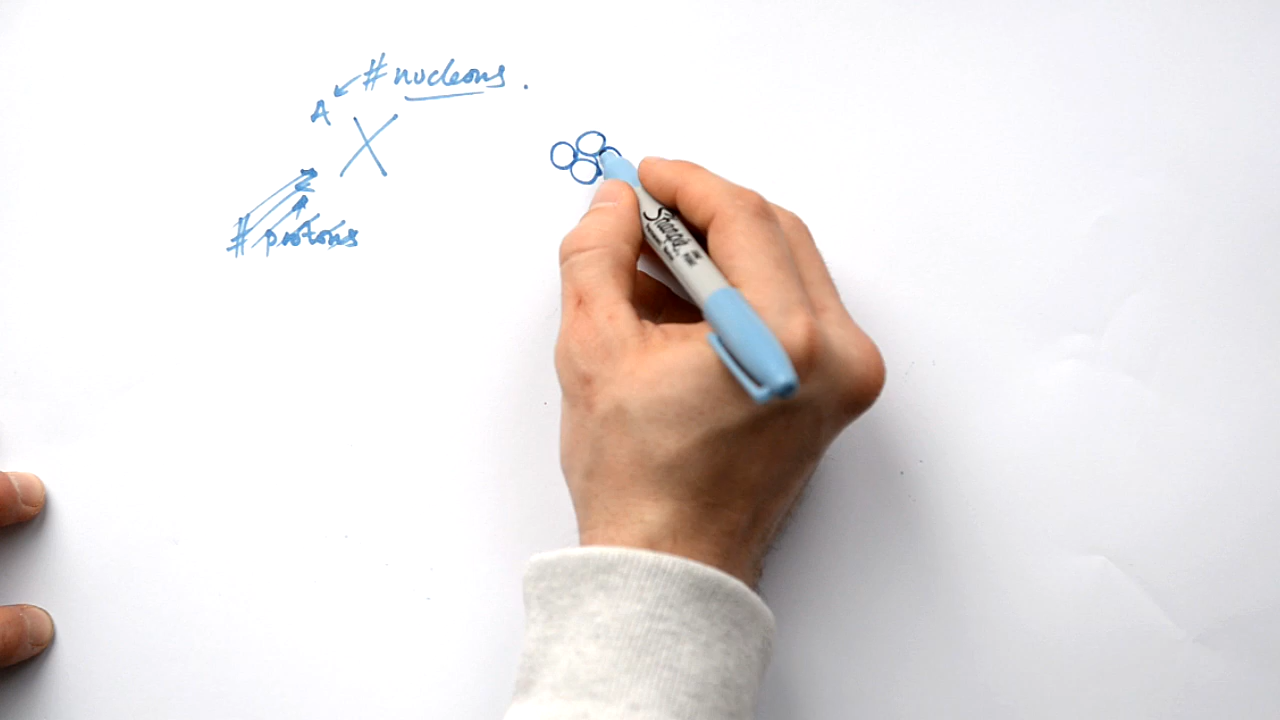 # nucleons.
A
X
# protons
Sharpie